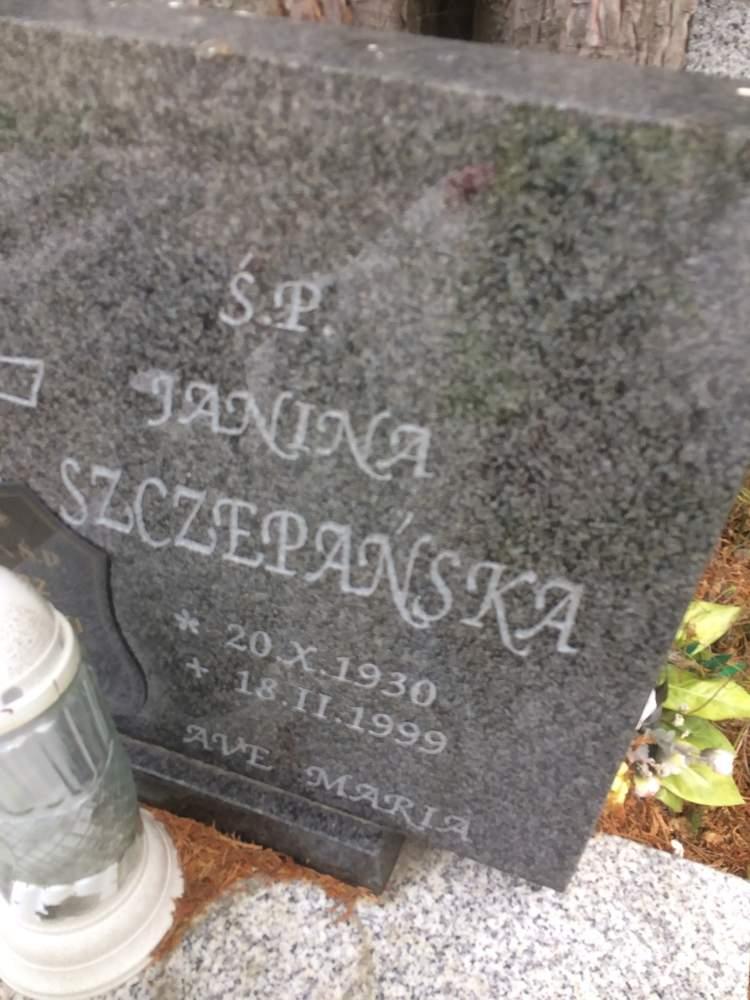 Ś.P.
JANINA
SZCZEPAŃSKA
* 20.X.1930
+ 18.II.1999
AVE MARIA